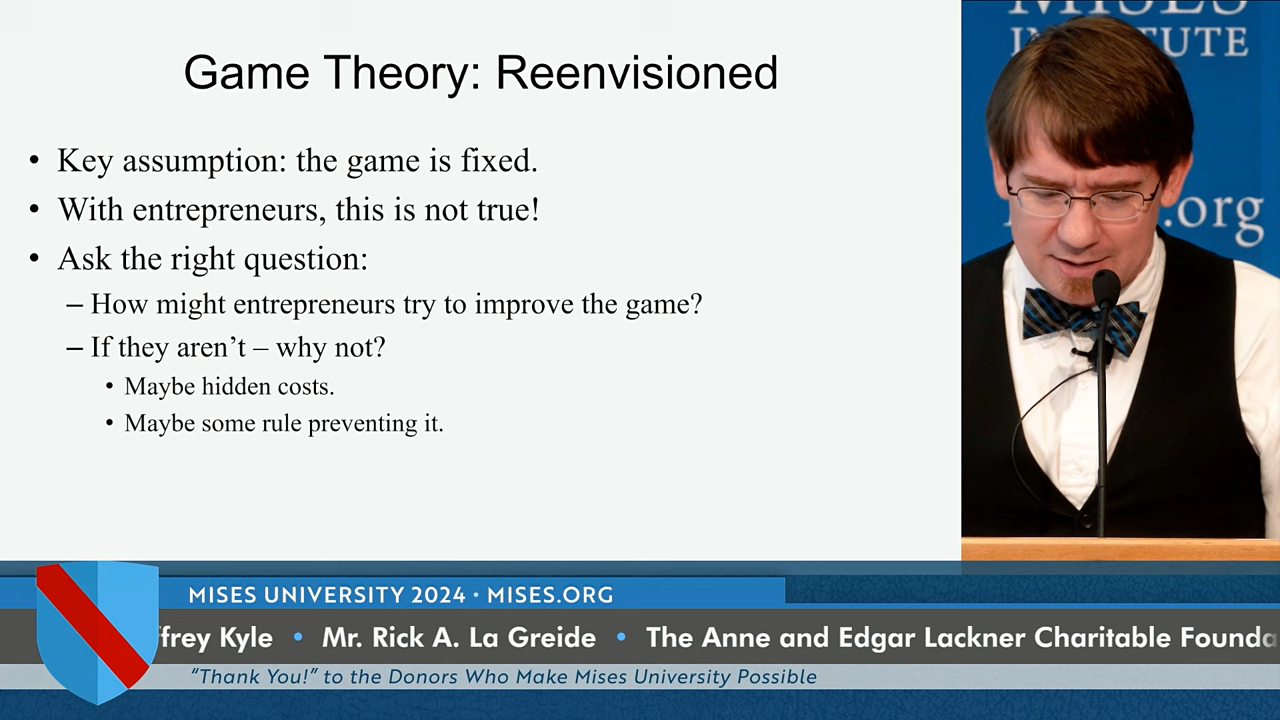 Game Theory: Reenvisioned
• Key assumption: the game is fixed.
• With entrepreneurs, this is not true!
• Ask the right question:
– How might entrepreneurs try to improve the game?
– If they aren’t – why not?
• Maybe hidden costs.
• Maybe some rule preventing it.
MISES
INSTITUTE
.org
MISES UNIVERSITY 2024 • MISES.ORG
ffrey Kyle • Mr. Rick A. La Greide • The Anne and Edgar Lackner Charitable Founda
“Thank You!” to the Donors Who Make Mises University Possible